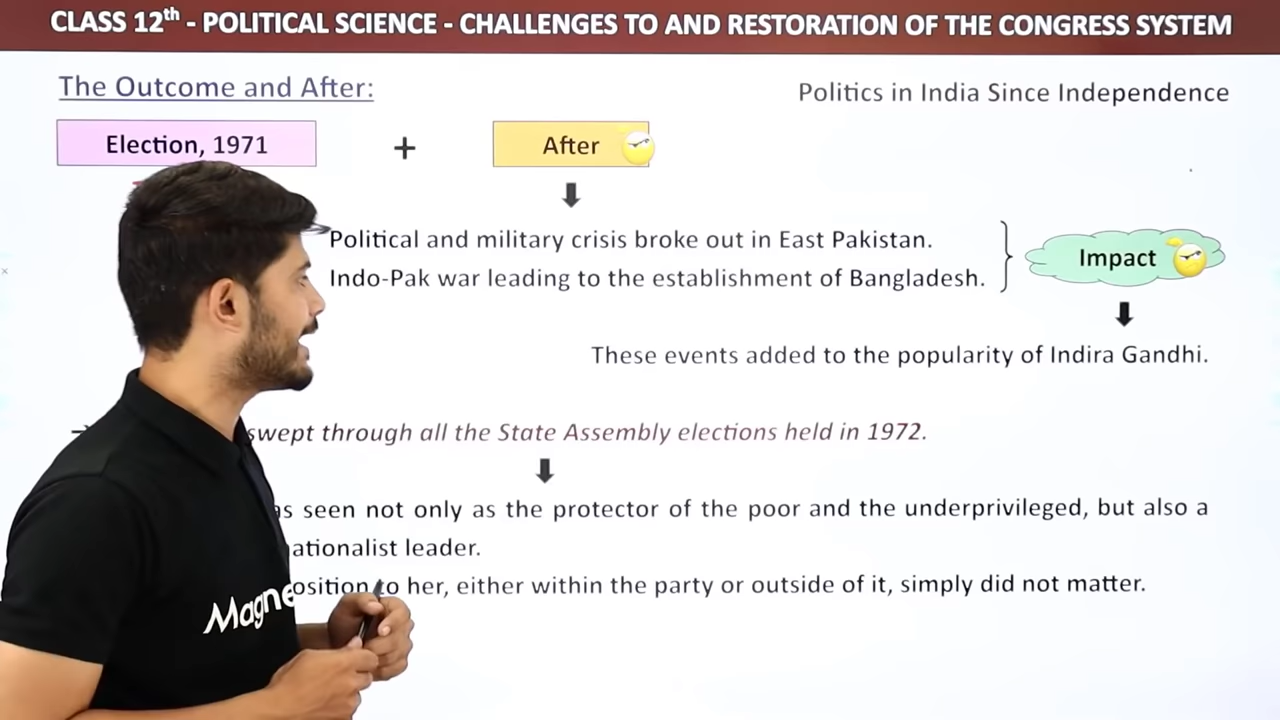 CLASS 12th - POLITICAL SCIENCE - CHALLENGES TO AND RESTORATION OF THE CONGRESS SYSTEM
The Outcome and After:
Politics in India Since Independence
Election, 1971 + After
Political and military crisis broke out in East Pakistan.
Indo-Pak war leading to the establishment of Bangladesh.
Impact
These events added to the popularity of Indira Gandhi.
swept through all the State Assembly elections held in 1972.
seen not only as the protector of the poor and the underprivileged, but also a
leader.
to her, either within the party or outside of it, simply did not matter.